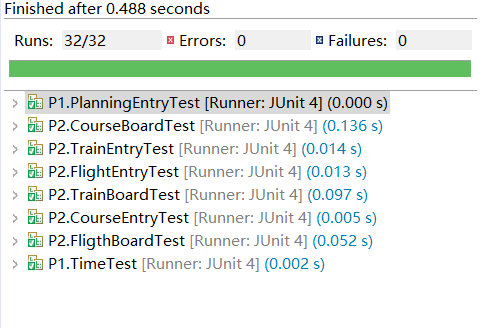 Finished after 0.488 seconds
Runs: 32/32 Errors: 0 Failures: 0
P1.PlanningEntryTest [Runner: JUnit 4] (0.000 s)
P2.CourseBoardTest [Runner: JUnit 4] (0.136 s)
P2.TrainEntryTest [Runner: JUnit 4] (0.014 s)
P2.FlightEntryTest [Runner: JUnit 4] (0.013 s)
P2.TrainBoardTest [Runner: JUnit 4] (0.097 s)
P2.CourseEntryTest [Runner: JUnit 4] (0.005 s)
P2.FligthBoardTest [Runner: JUnit 4] (0.052 s)
P1.TimeTest [Runner: JUnit 4] (0.002 s)